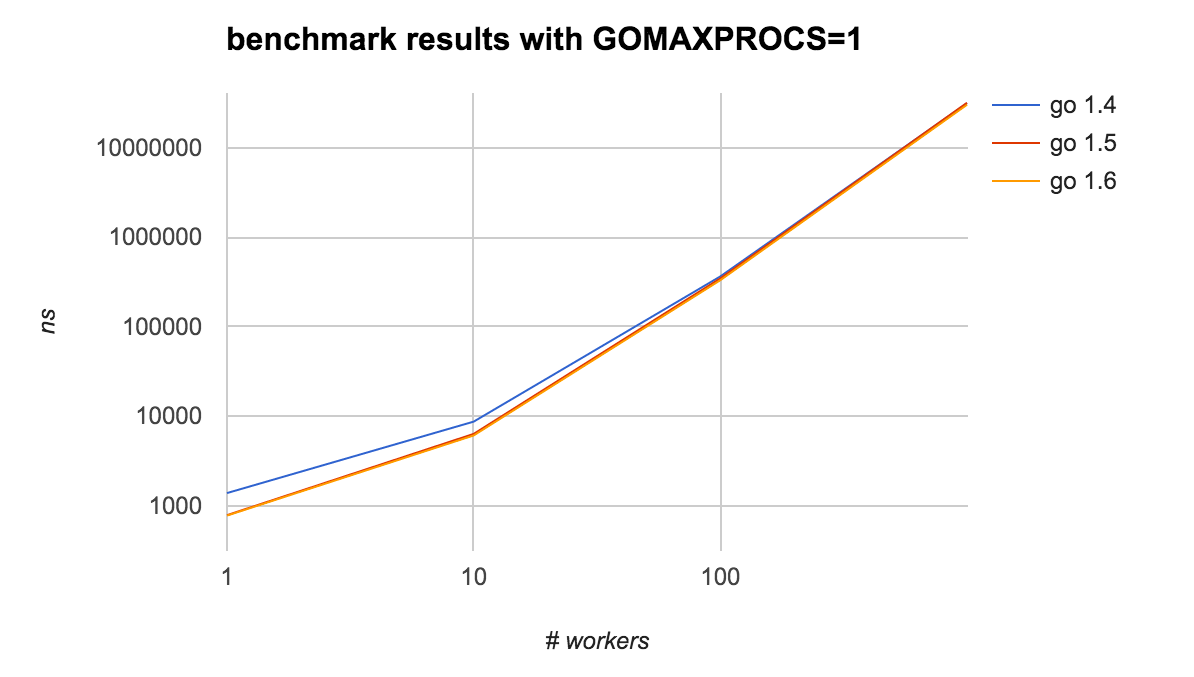 benchmark results with GOMAXPROCS=1
go 1.4
go 1.5
go 1.6
10000000
1000000
100000
10000
1000
ns
1
10
100
# workers